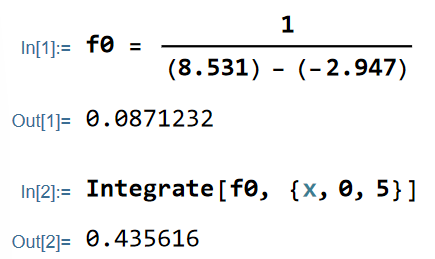 In[1]:= f0 = 1
(8.531) - (-2.947)
Out[1]= 0.0871232
In[2]:= Integrate[f0, {x, 0, 5}]
Out[2]= 0.435616